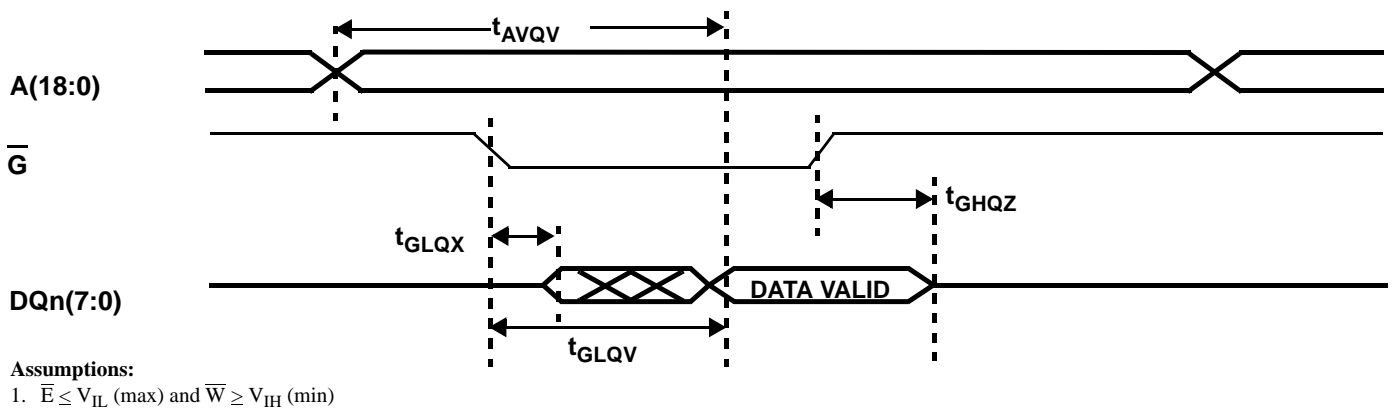 tAVQV
A(18:0)
G̅
tGHQZ
tGLQX
DATA VALID
DQn(7:0)
tGLQV
Assumptions:
1. E̅ ≤ VIL (max) and W̅ ≥ VIH (min)